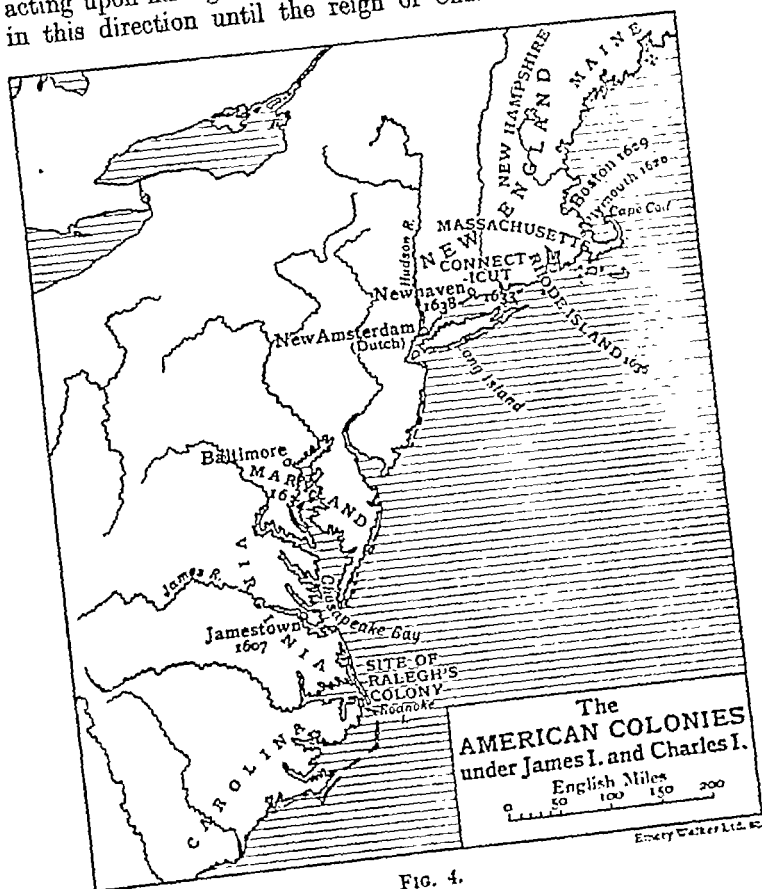 acting upon
in this direction until the reign of
NEW HAMPSHIRE
MAINE
NEW ENGLAND
Boston 1629
Plymouth 1620
Cape Cod
MASSACHUSETTS
Hudson R.
CONNECT-
ICUT
1633
Newhaven
1638
RHODE ISLAND 1636
New Amsterdam
(Dutch)
Long Island
Baltimore
MARYLAND
VIRGINIA
James R.
Chesapeake Bay
Jamestown
1607
SITE OF
RALEGH'S
COLONY
Roanoke
I.
CAROLINA
The
AMERICAN COLONIES
under James I. and Charles I.
English Miles
0 50 100 150 200
Emery Walker Ltd. sc.
FIG. 4.